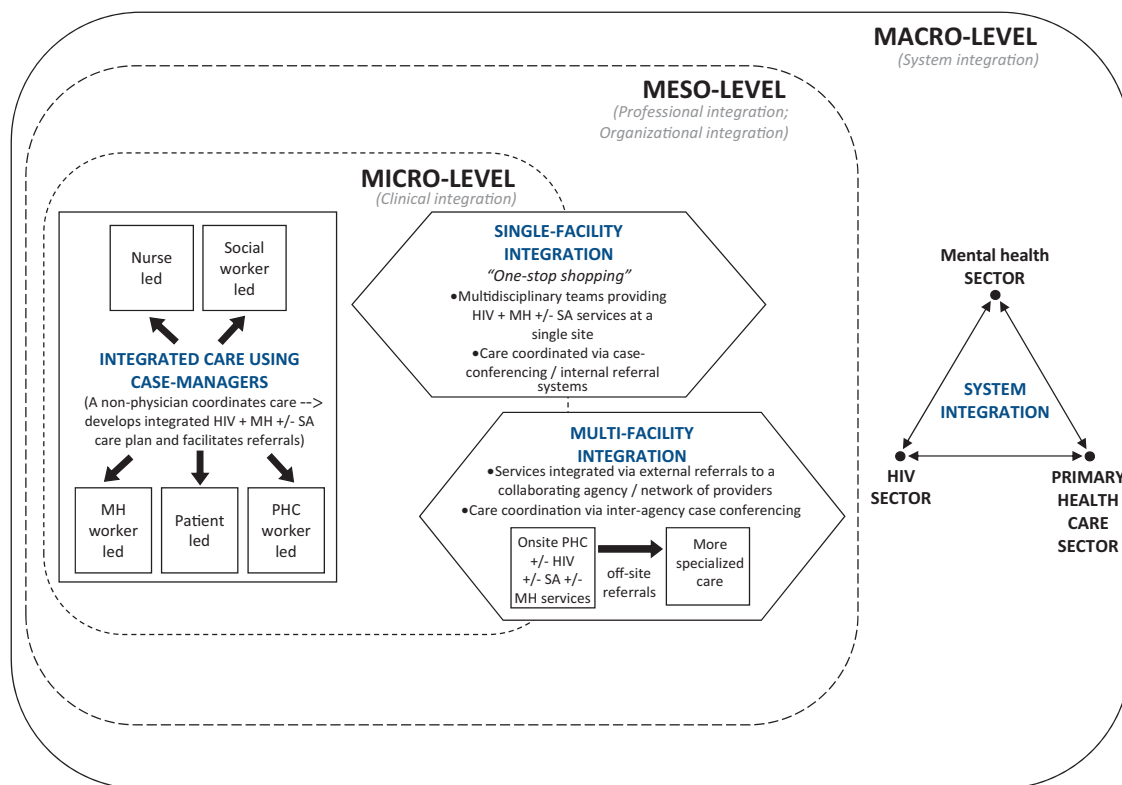 MACRO-LEVEL
(System integration)
MESO-LEVEL
(Professional integration;
Organizational integration)
MICRO-LEVEL
(Clinical integration)
Nurse
led
Social
worker
led
INTEGRATED CARE USING
CASE-MANAGERS
(A non-physician coordinates care -->
develops integrated HIV + MH +/- SA
care plan and facilitates referrals)
MH
worker
led
Patient
led
PHC
worker
led
SINGLE-FACILITY
INTEGRATION
“One-stop shopping”
●Multidisciplinary teams providing
HIV + MH +/- SA services at a
single site
●Care coordinated via case-
conferencing / internal referral
systems
MULTI-FACILITY
INTEGRATION
●Services integrated via external referrals to a
collaborating agency / network of providers
●Care coordination via inter-agency case conferencing
Onsite PHC
+/- HIV
+/- SA +/-
MH services
off-site
referrals
More
specialized
care
Mental health
SECTOR
SYSTEM
INTEGRATION
HIV
SECTOR
PRIMARY
HEALTH
CARE
SECTOR